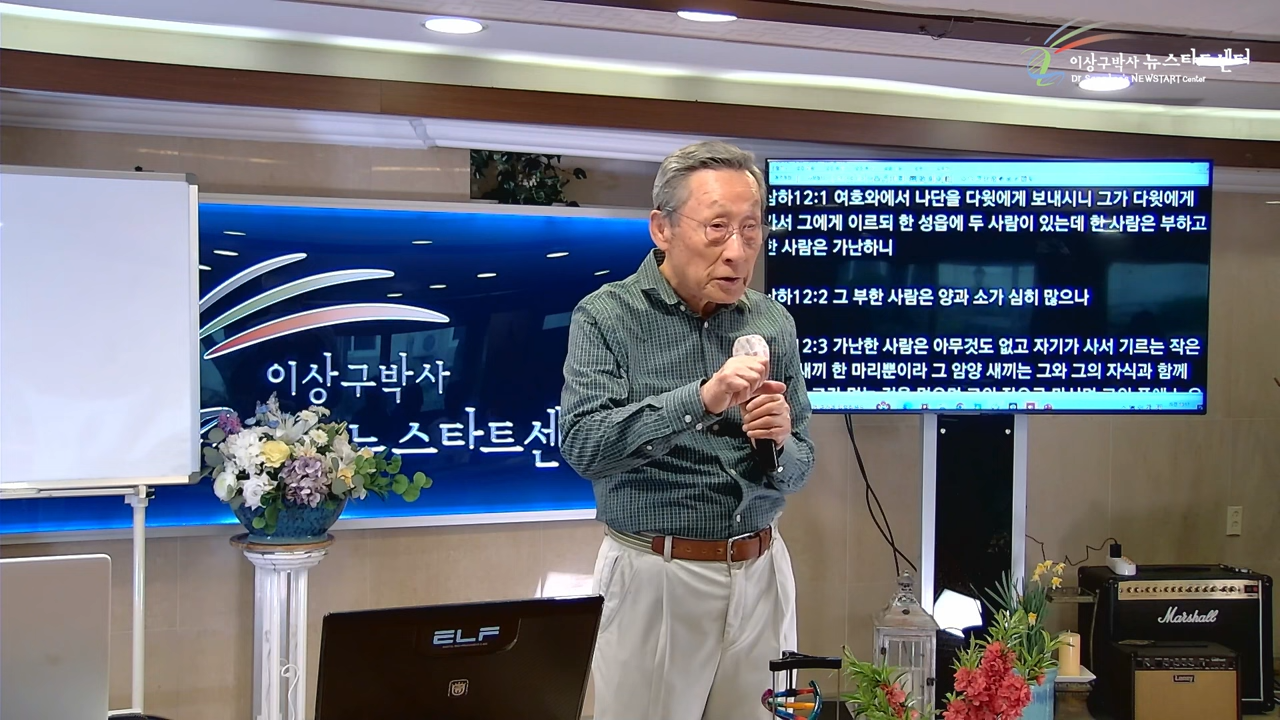 이상구박사 뉴스타트센터
Dr Sangku's NEWSTART Center
삼하12:1 여호와께서 나단을 다윗에게 보내시니 그가 다윗에게
가서 그에게 이르되 한 성읍에 두 사람이 있는데 한 사람은 부하고
한 사람은 가난하니
삼하12:2 그 부한 사람은 양과 소가 심히 많으나
12:3 가난한 사람은 아무것도 없고 자기가 사서 기르는 작은
새끼 한 마리뿐이라 그 암양 새끼는 그와 그의 자식과 함께
이상구박사
뉴스타트센
ELF
Marshall
Laney